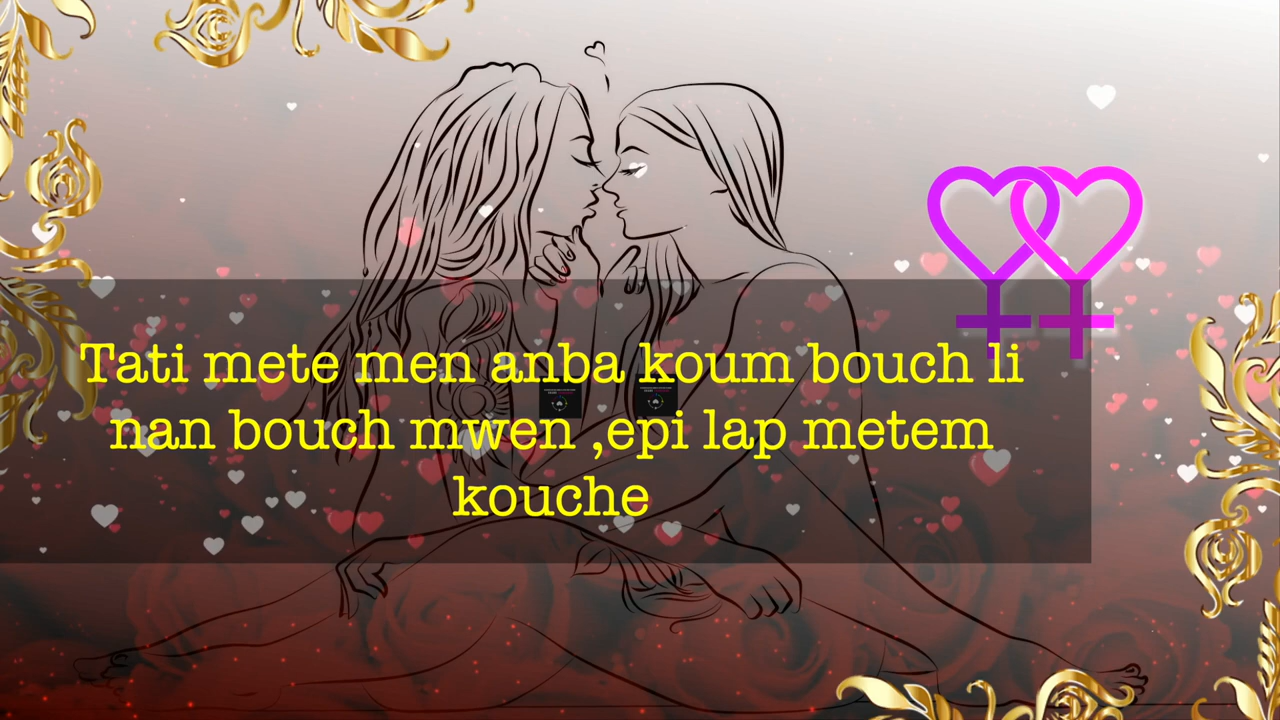 Tati mete men anba koum bouch li
nan bouch mwen ,epi lap metem
kouche